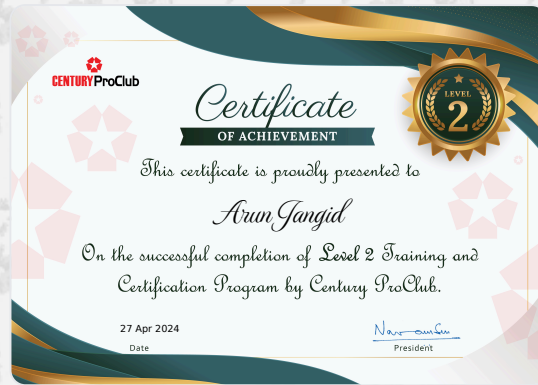 CENTURY ProClub
Certificate
OF ACHIEVEMENT
LEVEL
2
This certificate is proudly presented to
Arun Jangid
On the successful completion of Level 2 Training and
Certification Program by Century ProClub.
27 Apr 2024
Date
President